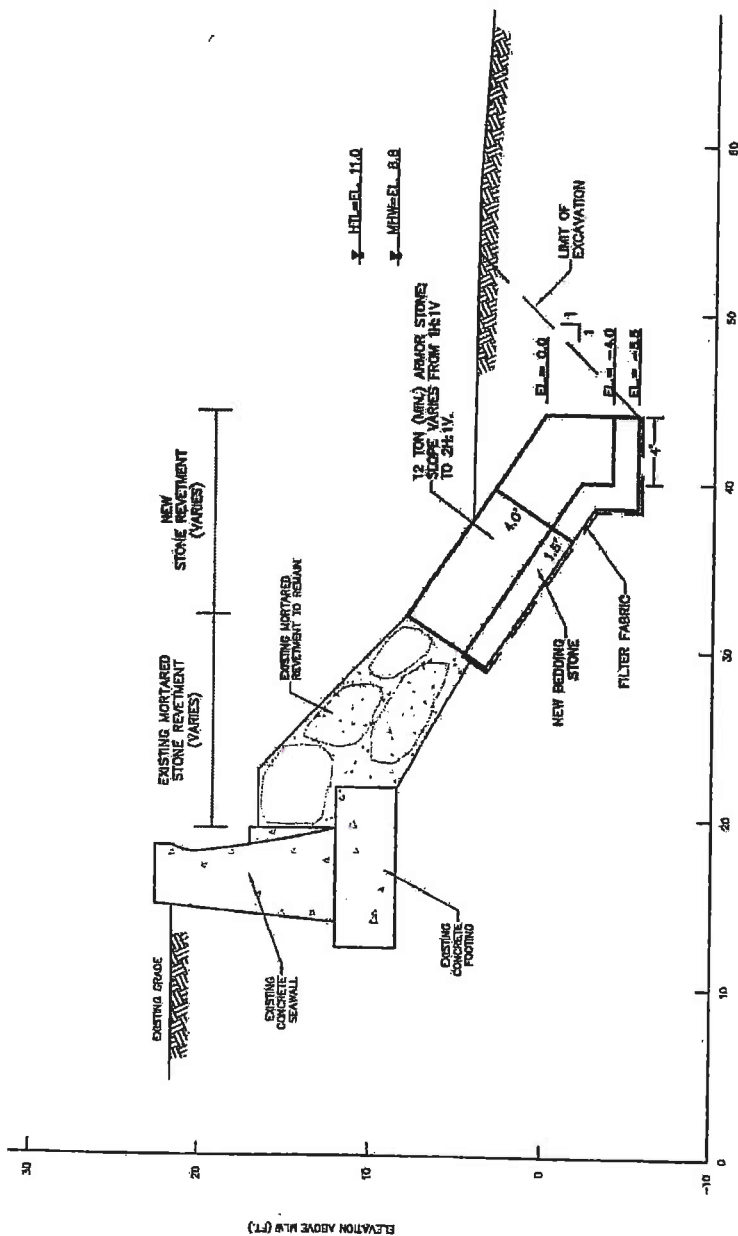 EXISTING MORTARED
STONE REVETMENT
(VARIES)
NEW
STONE REVETMENT
(VARIES)
EXISTING GRADE
EXISTING
CONCRETE
SEAWALL
EXISTING
CONCRETE
FOOTING
EXISTING MORTARED
REVETMENT TO REMAIN
12 TON (MIN.) ARMOR STONE;
SLOPE VARIES FROM 1H:1V
TO 2H:1V.
HTL=EL. 11.0
MHW=EL. 8.8
LIMIT OF
EXCAVATION
1
1
EL= 0.0
EL= -4.0
EL= -5.5
4'
4.0'
1.5'
NEW BEDDING
STONE
FILTER FABRIC
ELEVATION ABOVE MLW (FT.)
30
20
10
0
-10
0
10
20
30
40
50
60